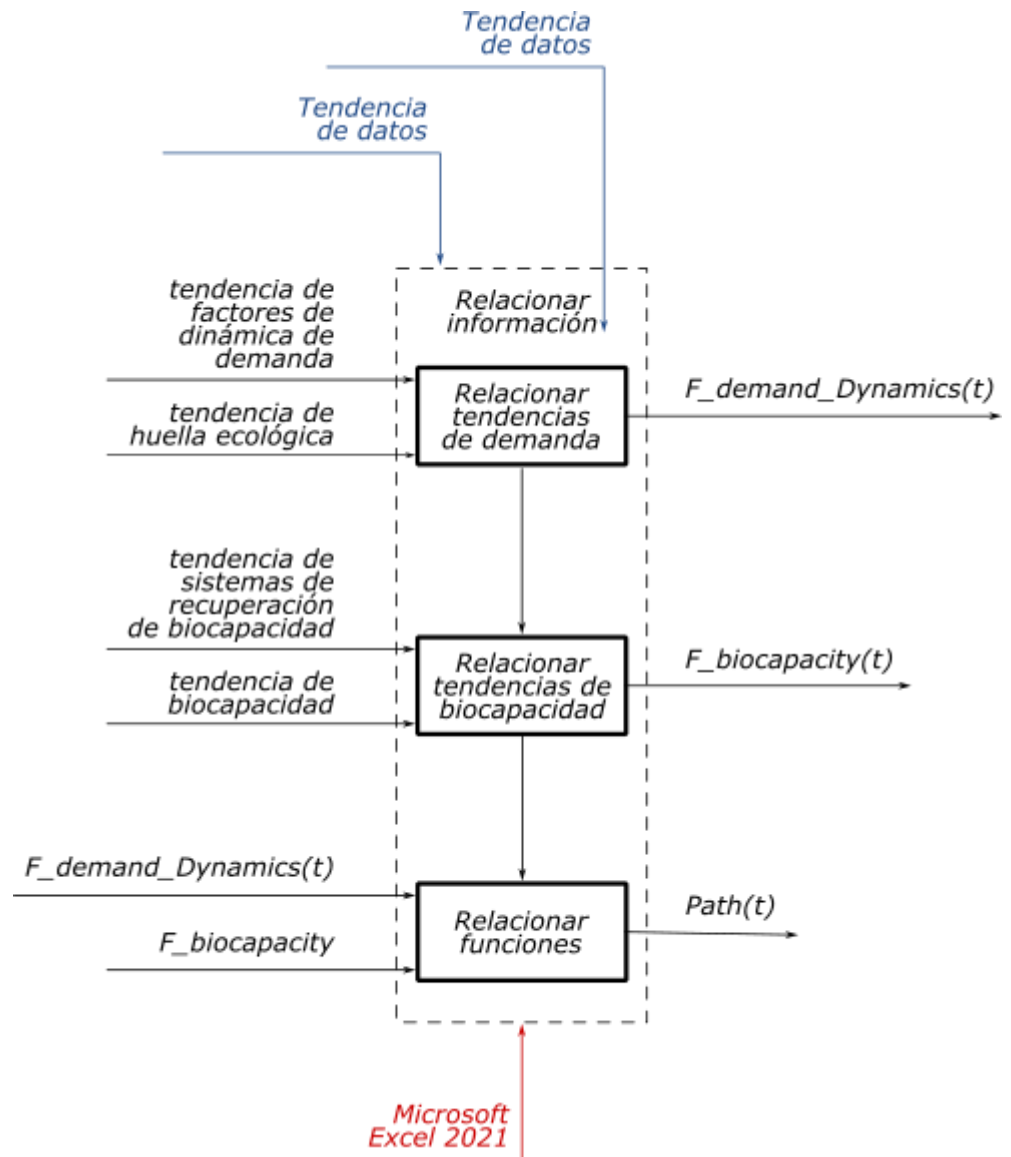 Tendencia
de datos
Tendencia
de datos
tendencia de
factores de
dinámica de
demanda
Relacionar
información
Relacionar
tendencias
de demanda
F_demand_Dynamics(t)
tendencia de
huella ecológica
tendencia de
sistemas de
recuperación
de biocapacidad
Relacionar
tendencias de
biocapacidad
F_biocapacity(t)
tendencia de
biocapacidad
F_demand_Dynamics(t)
F_biocapacity
Relacionar
funciones
Path(t)
Microsoft
Excel 2021